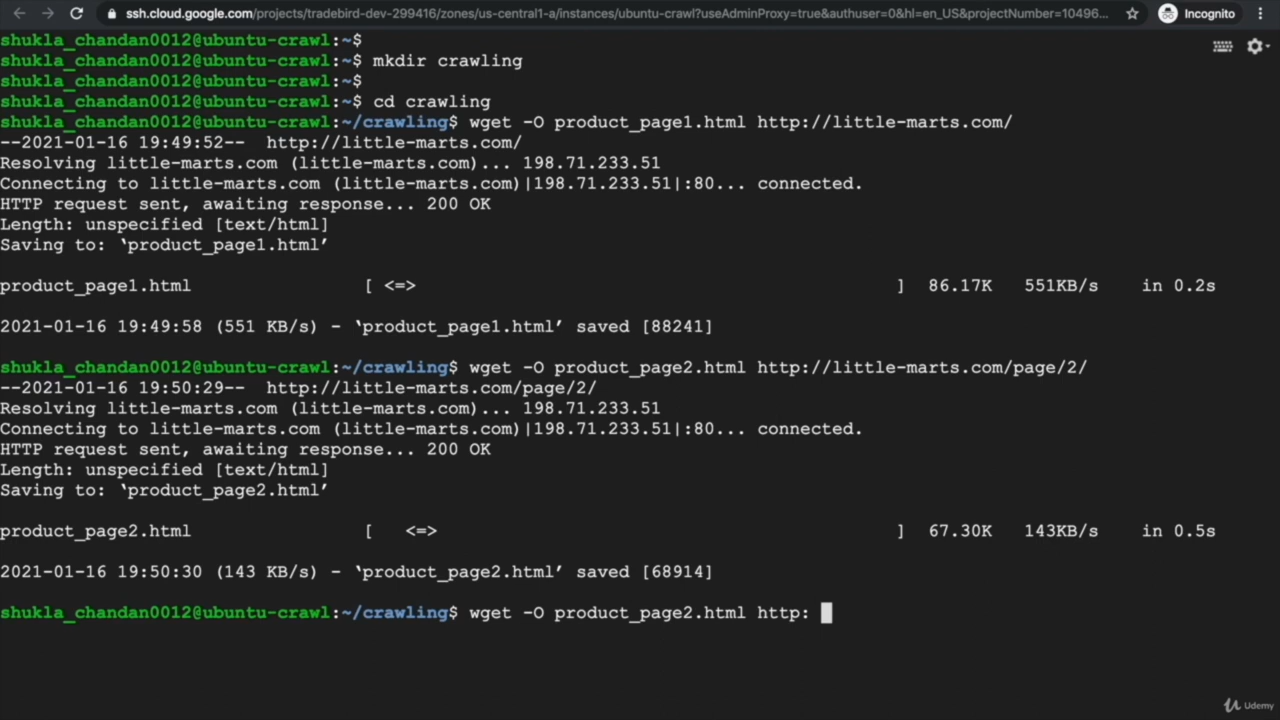 ssh.cloud.google.com/projects/tradebird-dev-299416/zones/us-central1-a/instances/ubuntu-crawl?useAdminProxy=true&authuser=0&hl=en_US&projectNumber=10496... Incognito
shukla_chandan0012@ubuntu-crawl:~$
shukla_chandan0012@ubuntu-crawl:~$ mkdir crawling
shukla_chandan0012@ubuntu-crawl:~$
shukla_chandan0012@ubuntu-crawl:~$ cd crawling
shukla_chandan0012@ubuntu-crawl:~/crawling$ wget -O product_page1.html http://little-marts.com/
--2021-01-16 19:49:52--  http://little-marts.com/
Resolving little-marts.com (little-marts.com)... 198.71.233.51
Connecting to little-marts.com (little-marts.com)|198.71.233.51|:80... connected.
HTTP request sent, awaiting response... 200 OK
Length: unspecified [text/html]
Saving to: ‘product_page1.html’
product_page1.html [ <=> ] 86.17K 551KB/s in 0.2s
2021-01-16 19:49:58 (551 KB/s) - ‘product_page1.html’ saved [88241]
shukla_chandan0012@ubuntu-crawl:~/crawling$ wget -O product_page2.html http://little-marts.com/page/2/
--2021-01-16 19:50:29--  http://little-marts.com/page/2/
Resolving little-marts.com (little-marts.com)... 198.71.233.51
Connecting to little-marts.com (little-marts.com)|198.71.233.51|:80... connected.
HTTP request sent, awaiting response... 200 OK
Length: unspecified [text/html]
Saving to: ‘product_page2.html’
product_page2.html [ <=> ] 67.30K 143KB/s in 0.5s
2021-01-16 19:50:30 (143 KB/s) - ‘product_page2.html’ saved [68914]
shukla_chandan0012@ubuntu-crawl:~/crawling$ wget -O product_page2.html http:
Udemy